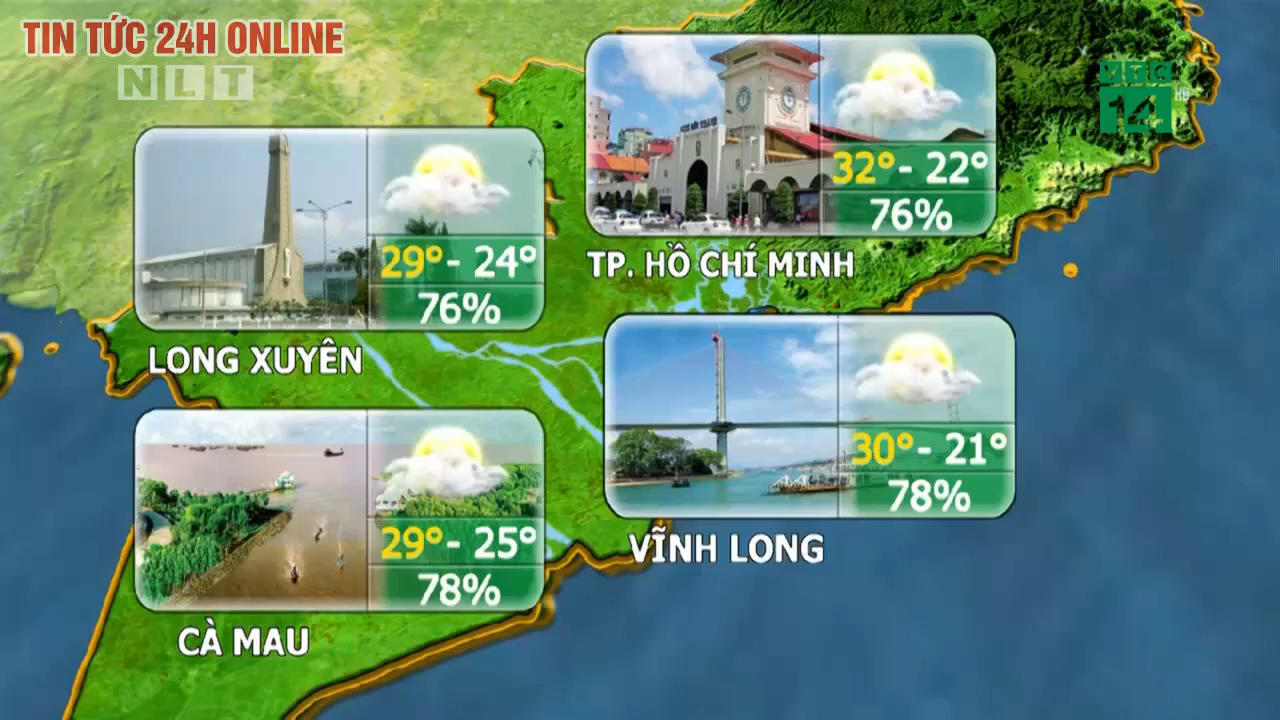 TIN TỨC 24H ONLINE
NLT
VTC
14
HD
32° - 22°
76%
TP. HỒ CHÍ MINH
29° - 24°
76%
LONG XUYÊN
30° - 21°
78%
VĨNH LONG
29° - 25°
78%
CÀ MAU